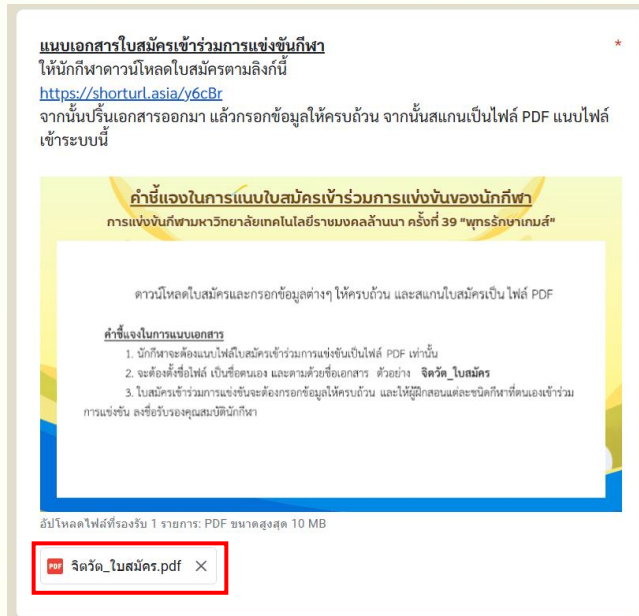 แนบเอกสารใบสมัครเข้าร่วมการแข่งขันกีฬา *
ให้นักกีฬาดาวน์โหลดใบสมัครตามลิงก์นี้
https://shorturl.asia/y6cBr
จากนั้นปริ้นเอกสารออกมา แล้วกรอกข้อมูลให้ครบถ้วน จากนั้นสแกนเป็นไฟล์ PDF แนบไฟล์
เข้าระบบนี้
คำชี้แจงในการแนบใบสมัครเข้าร่วมการแข่งขันของนักกีฬา
การแข่งขันกีฬามหาวิทยาลัยเทคโนโลยีราชมงคลล้านนา ครั้งที่ 39 "พุทธรักษาเกมส์"
ดาวน์โหลดใบสมัครและกรอกข้อมูลต่างๆ ให้ครบถ้วน และสแกนใบสมัครเป็น ไฟล์ PDF
คำชี้แจงในการแนบเอกสาร
1. นักกีฬาจะต้องแนบไฟล์ใบสมัครเข้าร่วมการแข่งขันเป็นไฟล์ PDF เท่านั้น
2. จะต้องตั้งชื่อไฟล์ เป็นชื่อตนเอง และตามด้วยชื่อเอกสาร ตัวอย่าง จิตวัต_ใบสมัคร
3. ใบสมัครเข้าร่วมการแข่งขันจะต้องกรอกข้อมูลให้ครบถ้วน และให้ผู้ฝึกสอนแต่ละชนิดกีฬาที่ตนเองเข้าร่วม
การแข่งขัน ลงชื่อรับรองคุณสมบัตินักกีฬา
อัปโหลดไฟล์ที่รองรับ 1 รายการ: PDF ขนาดสูงสุด 10 MB
PDF จิตวัต_ใบสมัคร.pdf